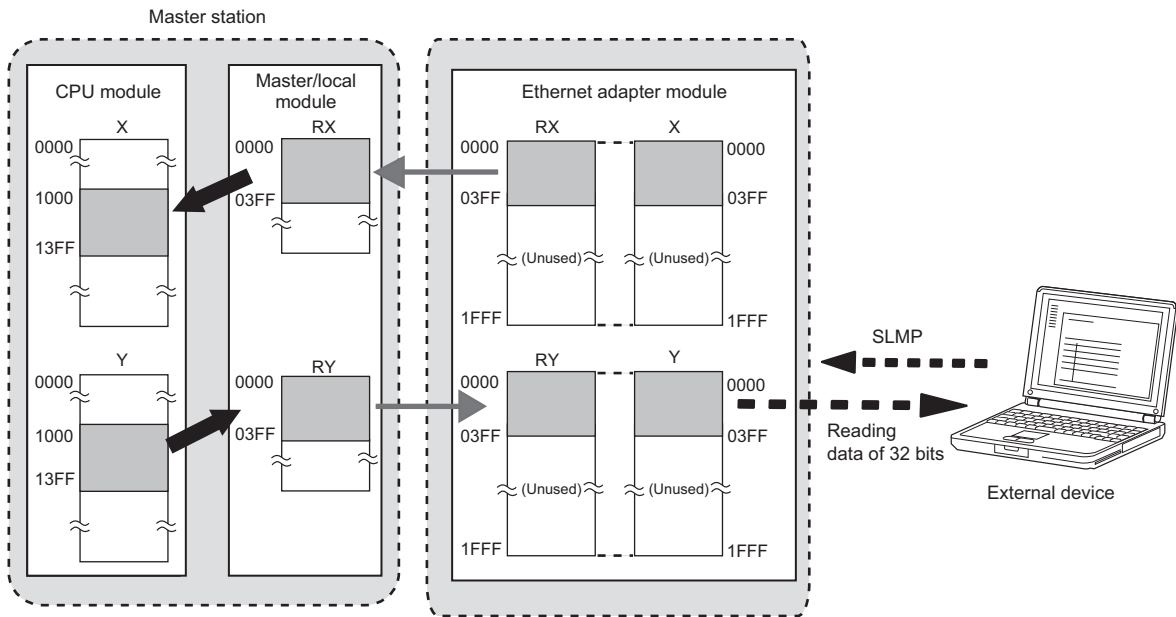 Master station
CPU module
X
0000
1000
13FF
Y
0000
1000
13FF
Master/local
module
RX
0000
03FF
RY
0000
03FF
Ethernet adapter module
RX
X
0000
0000
03FF
03FF
(Unused)
(Unused)
1FFF
1FFF
RY
Y
0000
0000
03FF
03FF
(Unused)
(Unused)
1FFF
1FFF
SLMP
Reading
data of 32 bits
External device